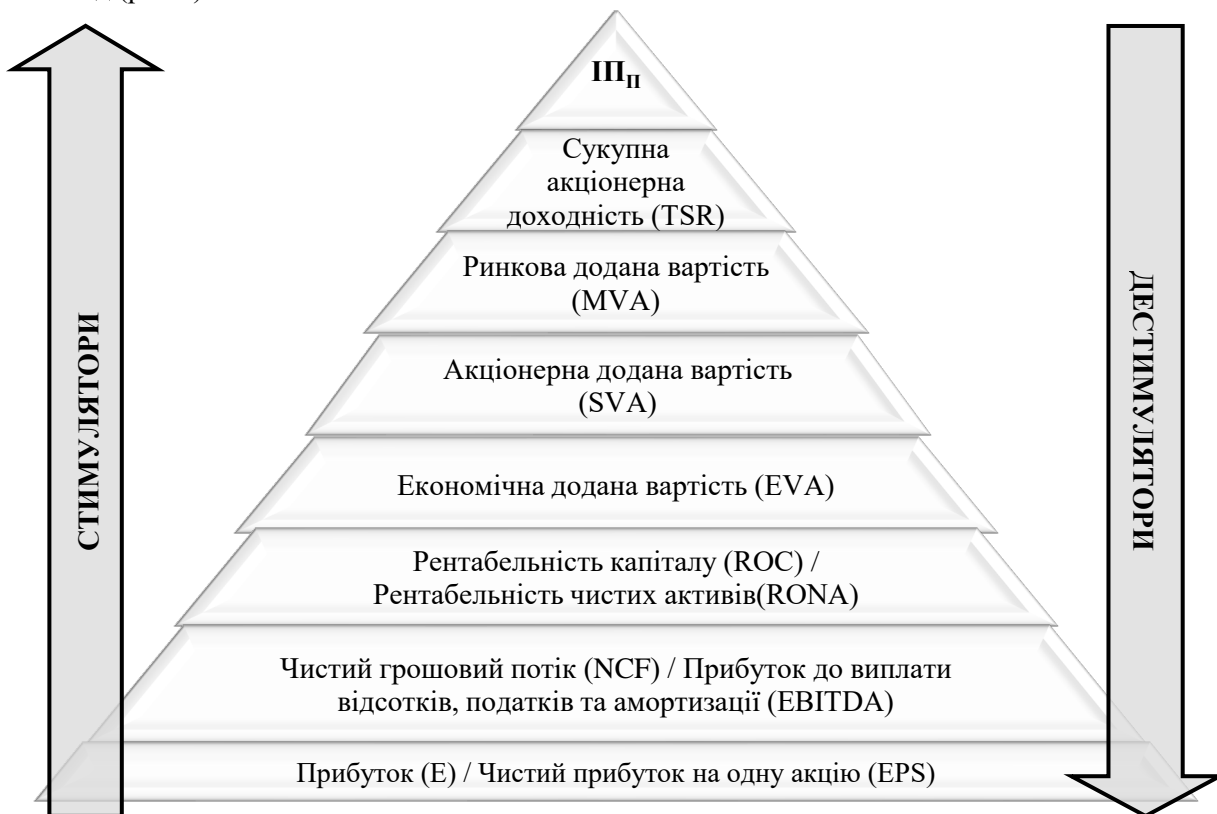 ІП_П
Сукупна
акціонерна
доходність (TSR)
Ринкова додана вартість
(MVA)
Акціонерна додана вартість
(SVA)
Економічна додана вартість (EVA)
Рентабельність капіталу (ROC) /
Рентабельність чистих активів(RONA)
Чистий грошовий потік (NCF) / Прибуток до виплати
відсотків, податків та амортизації (EBITDA)
Прибуток (E) / Чистий прибуток на одну акцію (EPS)
СТИМУЛЯТОРИ
ДЕСТИМУЛЯТОРИ